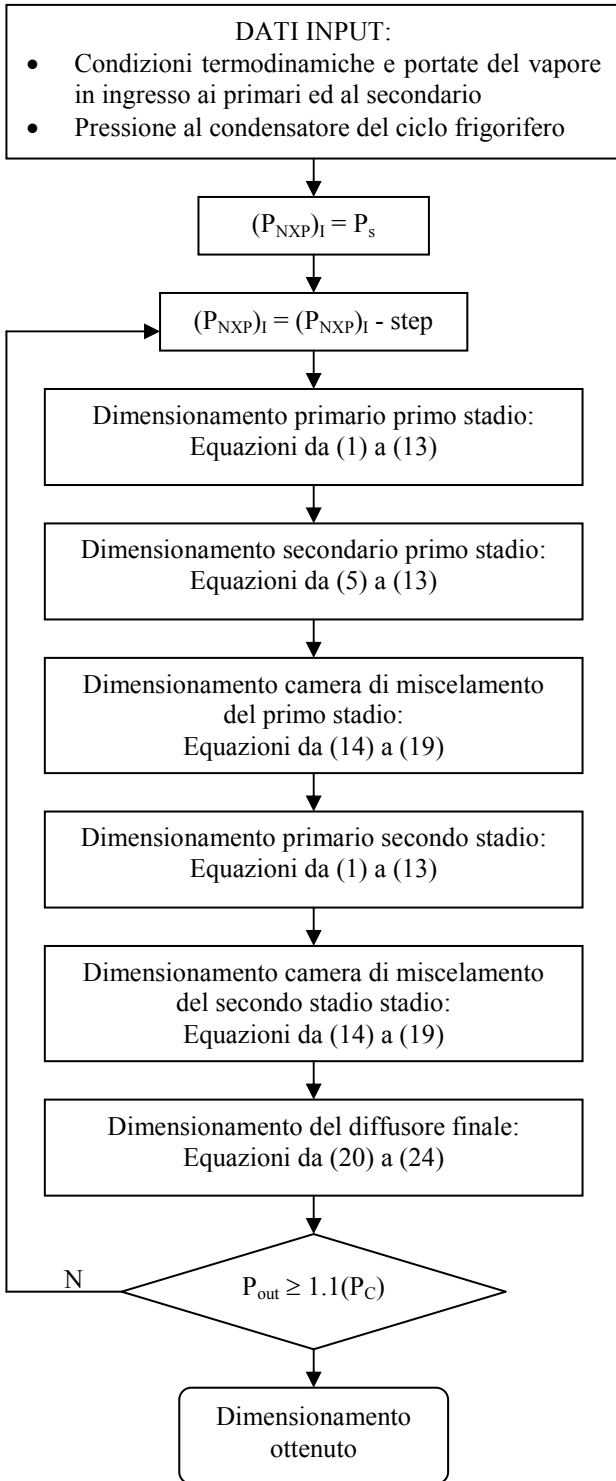 DATI INPUT:
• Condizioni termodinamiche e portate del vapore
in ingresso ai primari ed al secondario
• Pressione al condensatore del ciclo frigorifero
(P_NXP)_I = P_s
(P_NXP)_I = (P_NXP)_I - step
Dimensionamento primario primo stadio:
Equazioni da (1) a (13)
Dimensionamento secondario primo stadio:
Equazioni da (5) a (13)
Dimensionamento camera di miscelamento
del primo stadio:
Equazioni da (14) a (19)
Dimensionamento primario secondo stadio:
Equazioni da (1) a (13)
Dimensionamento camera di miscelamento
del secondo stadio stadio:
Equazioni da (14) a (19)
Dimensionamento del diffusore finale:
Equazioni da (20) a (24)
N
P_out ≥ 1.1(P_C)
Dimensionamento
ottenuto